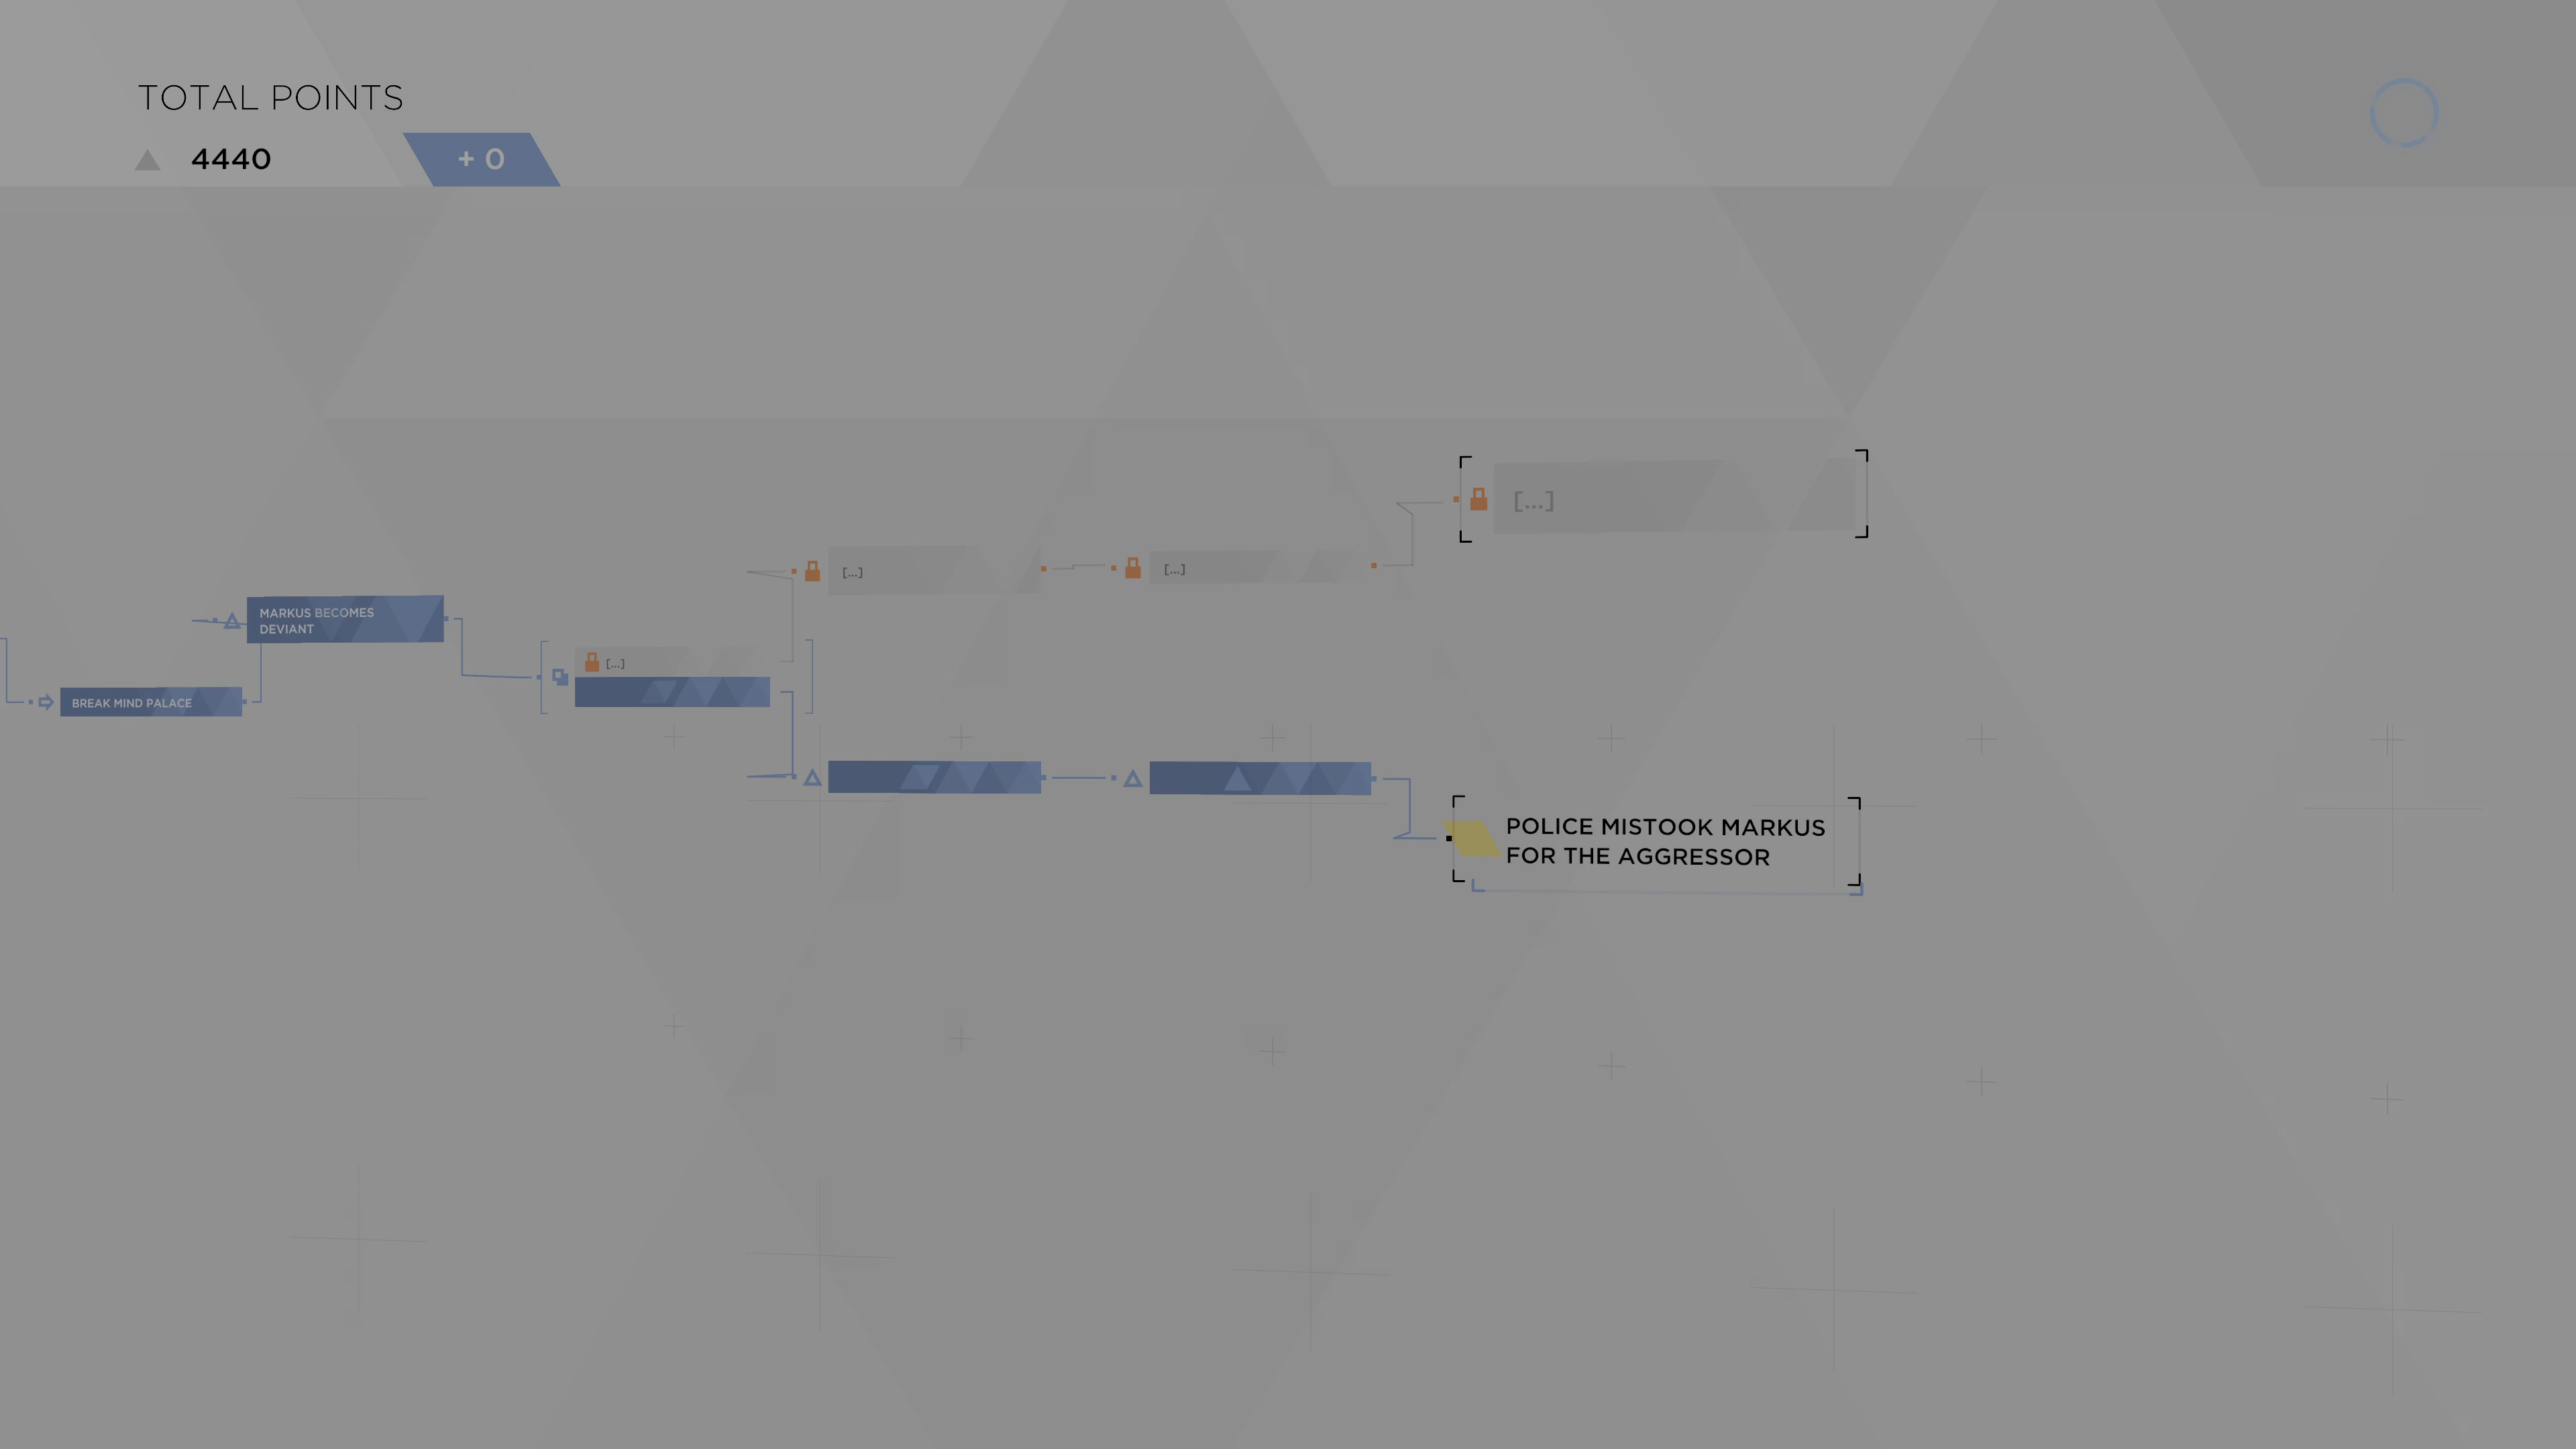 TOTAL POINTS
4440
+ 0
[...]
[...]
[...]
MARKUS BECOMES
DEVIANT
[...]
BREAK MIND PALACE
POLICE MISTOOK MARKUS
FOR THE AGGRESSOR